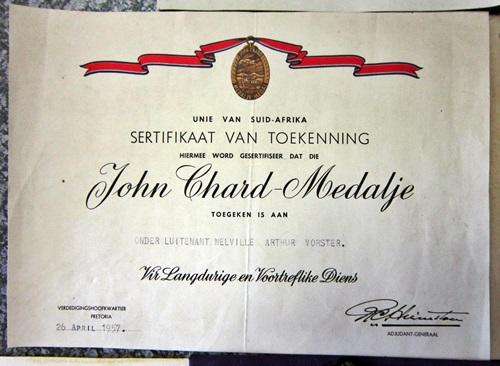 UNIE VAN SUID-AFRIKA
SERTIFIKAAT VAN TOEKENNING
HIERMEE WORD GESERTIFISEER DAT DIE
John Chard-Medalje
TOEGEKEN IS AAN
ONDER LUITENANT MELVILLE ARTHUR VORSTER.
Vir Langdurige en Voortreflike Diens
VERDEDIGINGSHOOFKWARTIER
PRETORIA
26 APRIL 1957.
ADJUDANT-GENERAAL